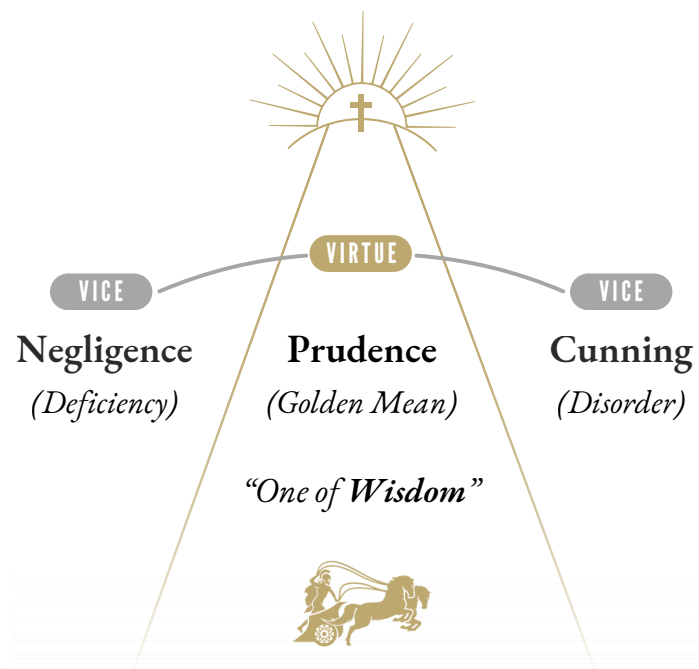 VIRTUE
VICE
VICE
Negligence
Prudence
Cunning
(Deficiency)
(Golden Mean)
(Disorder)
“One of Wisdom”